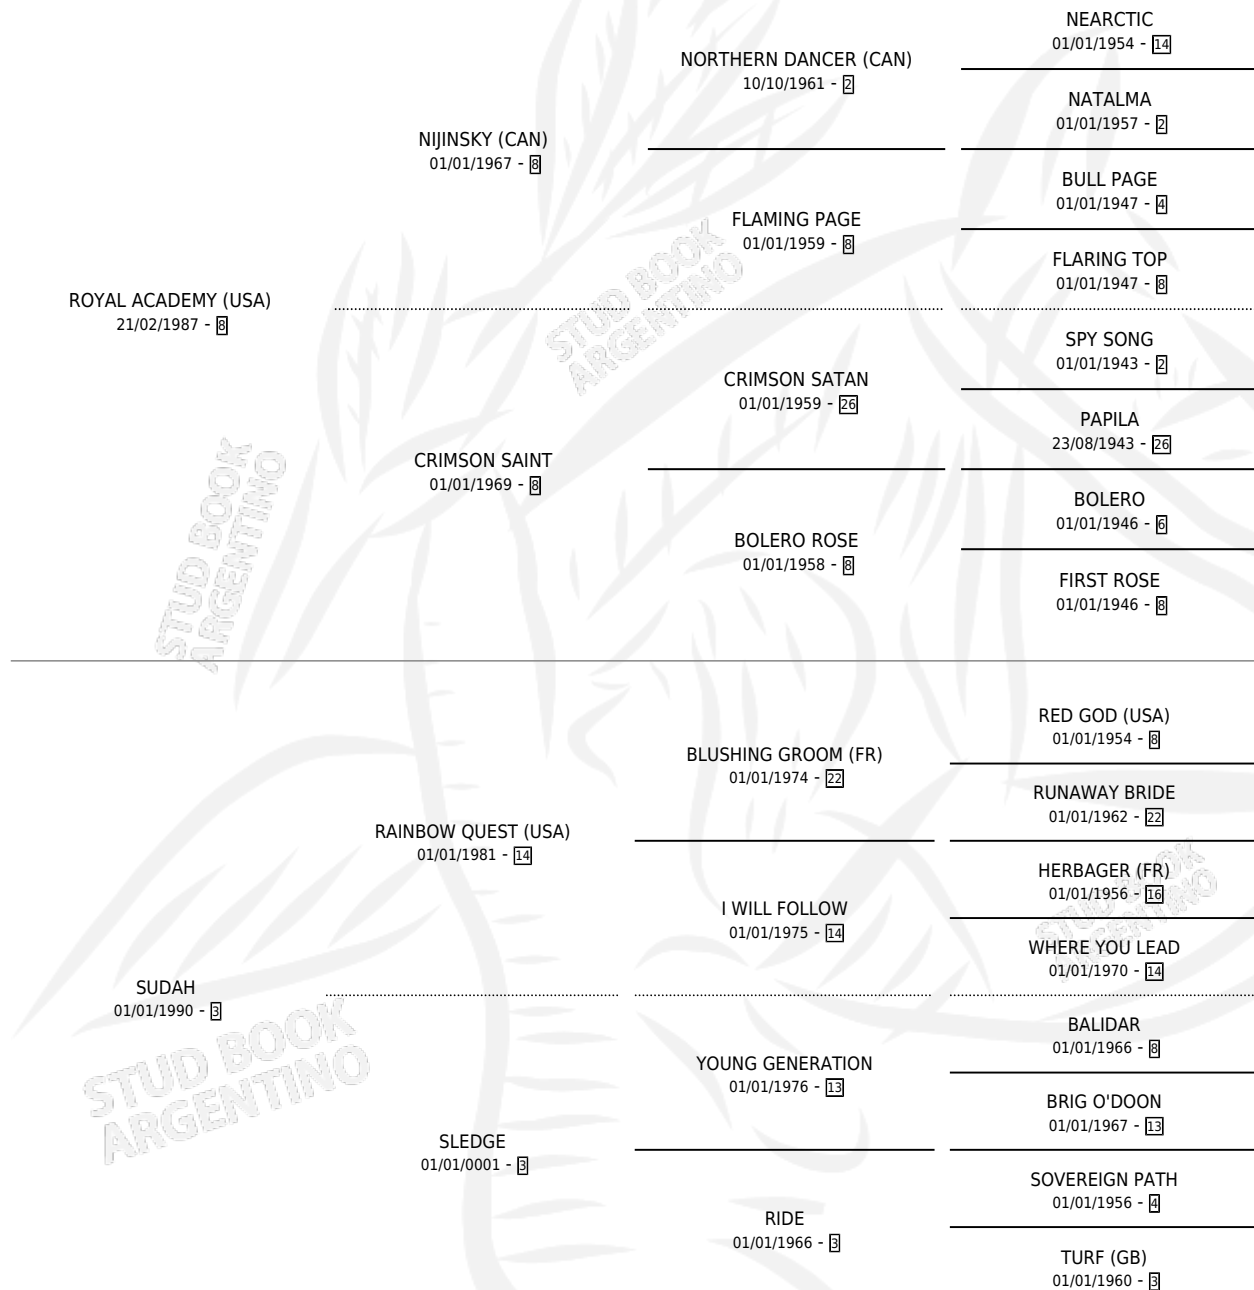 ROYAL ACADEMY (USA)
21/02/1987 - 8
NIJINSKY (CAN)
01/01/1967 - 8
CRIMSON SAINT
01/01/1969 - 8
NORTHERN DANCER (CAN)
10/10/1961 - 2
FLAMING PAGE
01/01/1959 - 8
CRIMSON SATAN
01/01/1959 - 26
BOLERO ROSE
01/01/1958 - 8
NEARCTIC
01/01/1954 - 14
NATALMA
01/01/1957 - 2
BULL PAGE
01/01/1947 - 4
FLARING TOP
01/01/1947 - 8
SPY SONG
01/01/1943 - 2
PAPILA
23/08/1943 - 26
BOLERO
01/01/1946 - 6
FIRST ROSE
01/01/1946 - 8
STUD BOOK
ARGENTINO
STUD BOOK
ARGENTINO
SUDAH
01/01/1990 - 3
RAINBOW QUEST (USA)
01/01/1981 - 14
SLEDGE
01/01/0001 - 3
BLUSHING GROOM (FR)
01/01/1974 - 22
I WILL FOLLOW
01/01/1975 - 14
YOUNG GENERATION
01/01/1976 - 13
RIDE
01/01/1966 - 3
RED GOD (USA)
01/01/1954 - 8
RUNAWAY BRIDE
01/01/1962 - 22
HERBAGER (FR)
01/01/1956 - 16
WHERE YOU LEAD
01/01/1970 - 14
BALIDAR
01/01/1966 - 8
BRIG O'DOON
01/01/1967 - 13
SOVEREIGN PATH
01/01/1956 - 4
TURF (GB)
01/01/1960 - 3
STUD BOOK
ARGENTINO
STUD BOOK
ARGENTINO